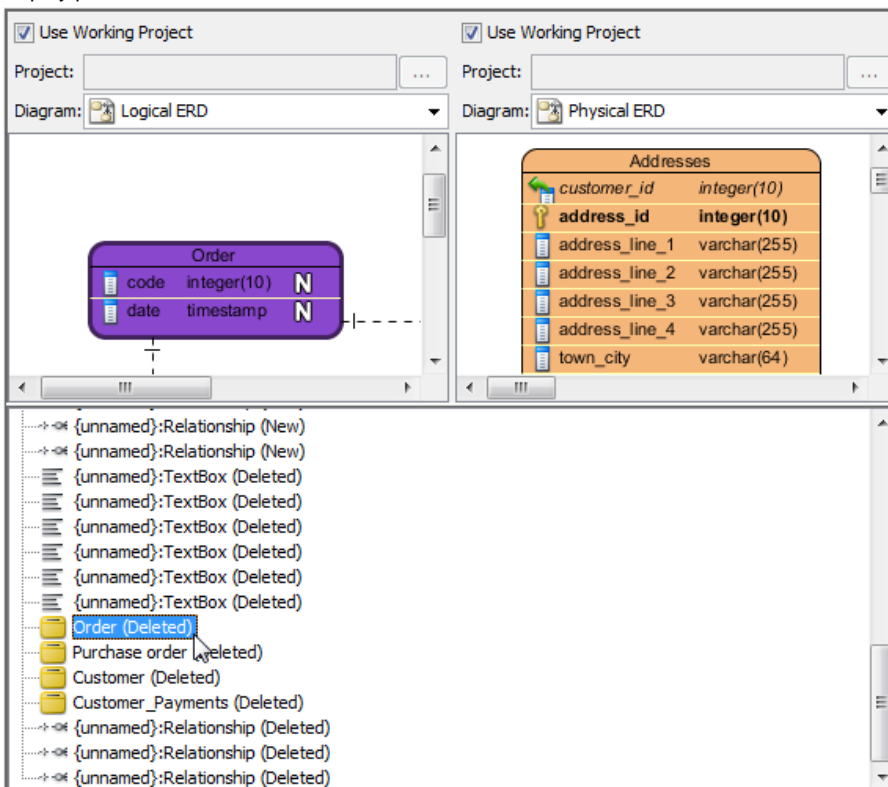 Use Working Project
Project:
...
Diagram: Logical ERD
Order
code integer(10) N
date timestamp N
Use Working Project
Project:
...
Diagram: Physical ERD
Addresses
customer_id integer(10)
address_id integer(10)
address_line_1 varchar(255)
address_line_2 varchar(255)
address_line_3 varchar(255)
address_line_4 varchar(255)
town_city varchar(64)
{unnamed}:Relationship (New)
{unnamed}:Relationship (New)
{unnamed}:TextBox (Deleted)
{unnamed}:TextBox (Deleted)
{unnamed}:TextBox (Deleted)
{unnamed}:TextBox (Deleted)
{unnamed}:TextBox (Deleted)
{unnamed}:TextBox (Deleted)
Order (Deleted)
Purchase order (Deleted)
Customer (Deleted)
Customer_Payments (Deleted)
{unnamed}:Relationship (Deleted)
{unnamed}:Relationship (Deleted)
{unnamed}:Relationship (Deleted)